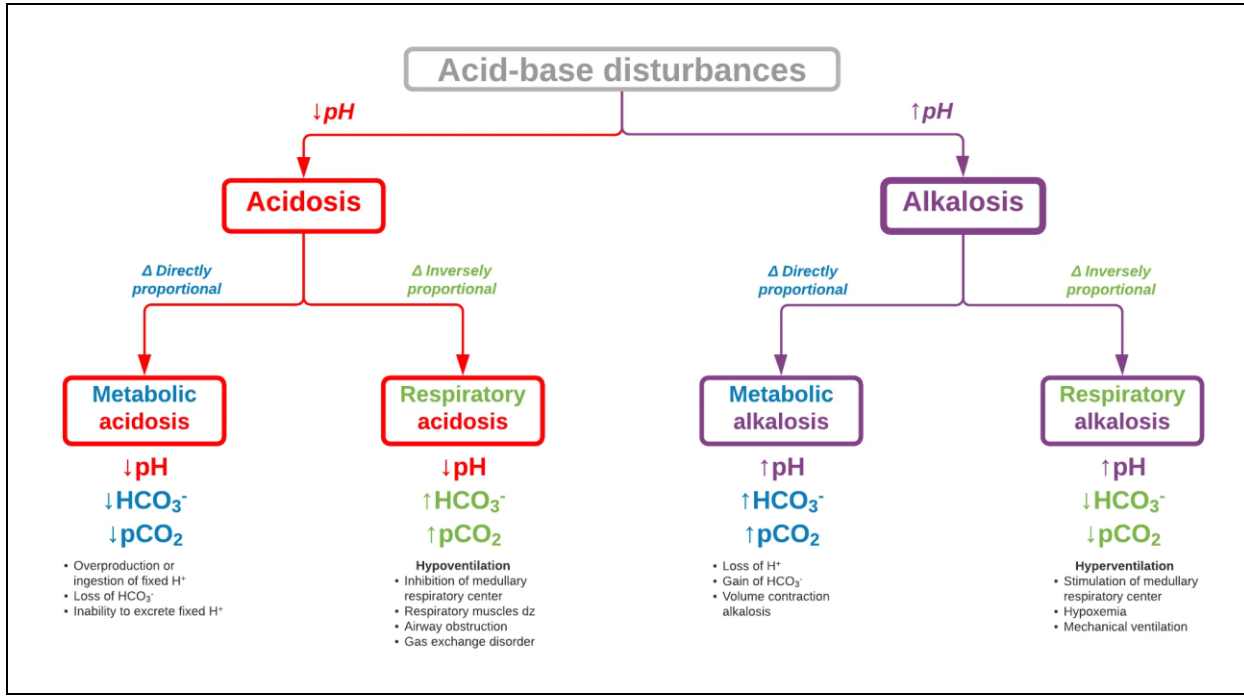 Acid-base disturbances
↓pH
↑pH
Acidosis
Alkalosis
Δ Directly
proportional
Δ Inversely
proportional
Δ Directly
proportional
Δ Inversely
proportional
Metabolic
acidosis
↓pH
↓HCO₃⁻
↓pCO₂
• Overproduction or
ingestion of fixed H⁺
• Loss of HCO₃⁻
• Inability to excrete fixed H⁺
Respiratory
acidosis
↓pH
↑HCO₃⁻
↑pCO₂
Hypoventilation
• Inhibition of medullary
respiratory center
• Respiratory muscles dz
• Airway obstruction
• Gas exchange disorder
Metabolic
alkalosis
↑pH
↑HCO₃⁻
↑pCO₂
• Loss of H⁺
• Gain of HCO₃⁻
• Volume contraction
alkalosis
Respiratory
alkalosis
↑pH
↓HCO₃⁻
↓pCO₂
Hyperventilation
• Stimulation of medullary
respiratory center
• Hypoxemia
• Mechanical ventilation